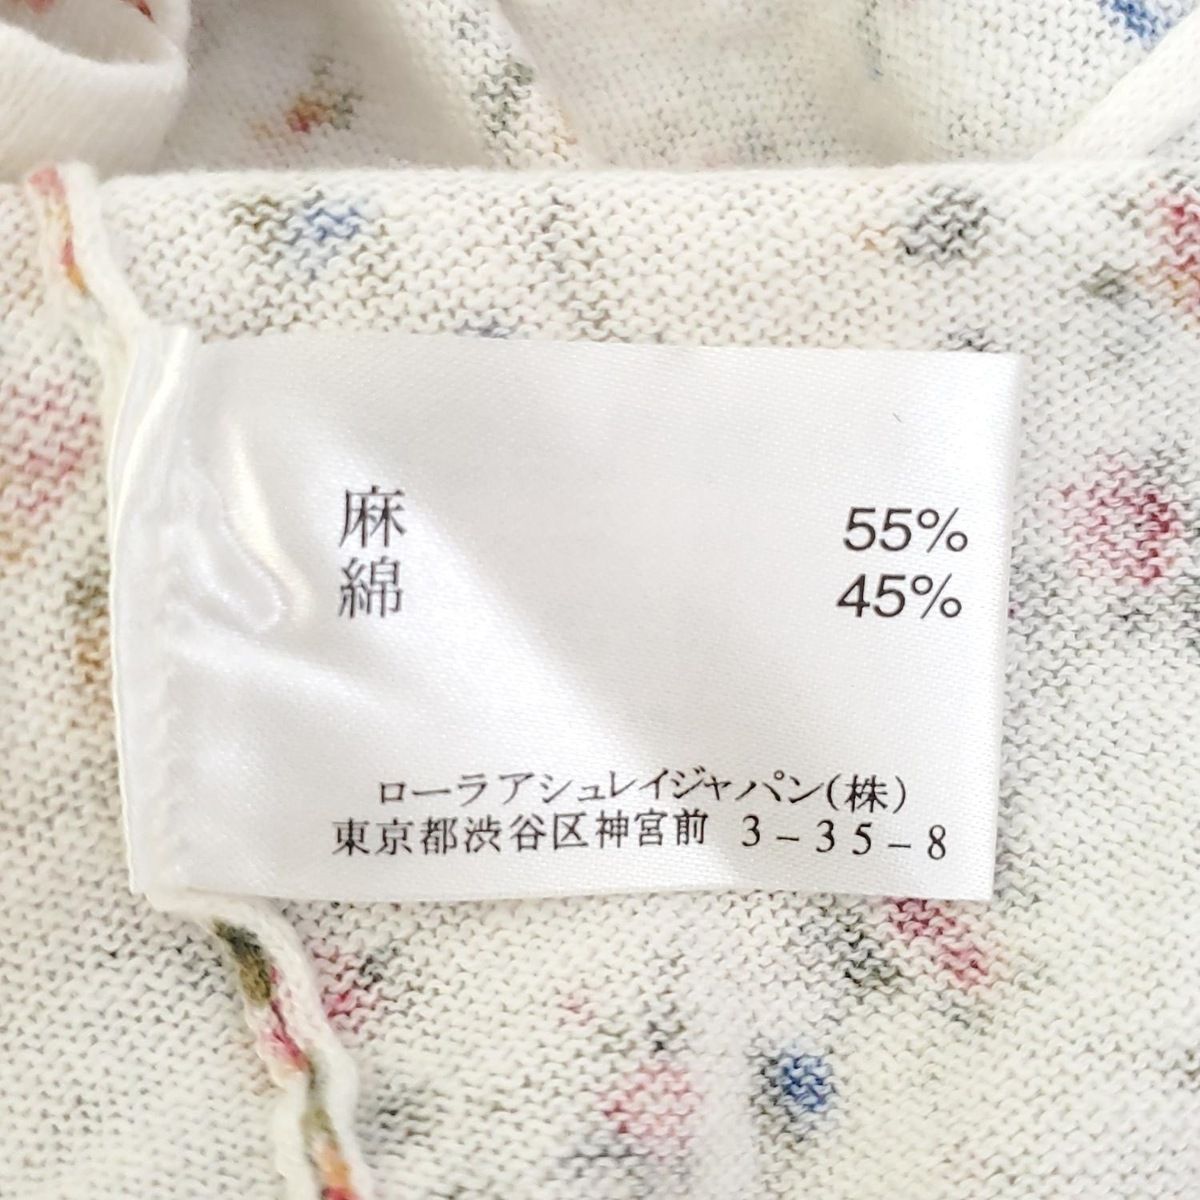 麻 55%
綿 45%
ローラアシュレイジャパン(株)
東京都渋谷区神宮前 3-35-8